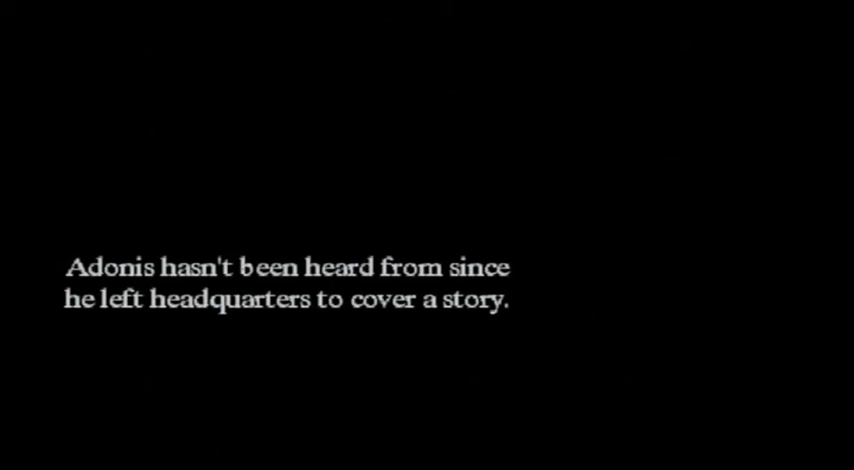 Adonis hasn't been heard from since
he left headquarters to cover a story.